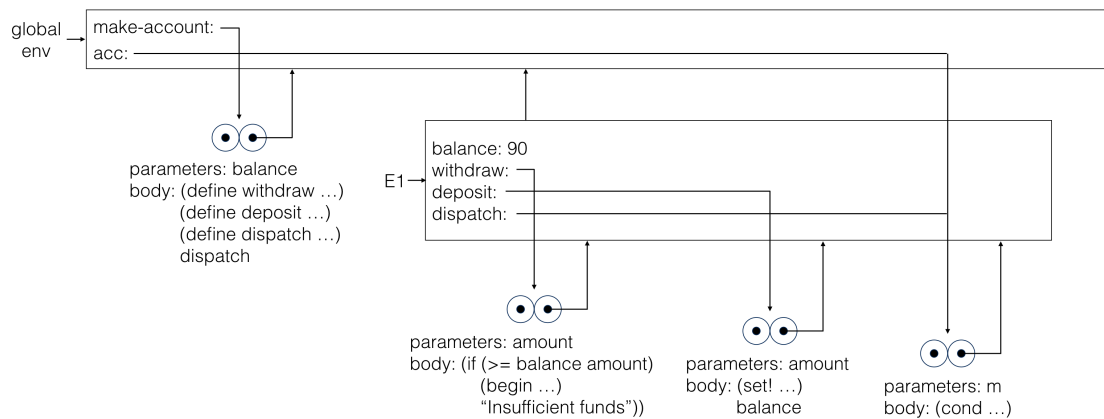 global
env
make-account:
acc:
parameters: balance
body: (define withdraw …)
(define deposit …)
(define dispatch …)
dispatch
E1
balance: 90
withdraw:
deposit:
dispatch:
parameters: amount
body: (if (>= balance amount)
(begin …)
“Insufficient funds”))
parameters: amount
body: (set! …)
balance
parameters: m
body: (cond …)